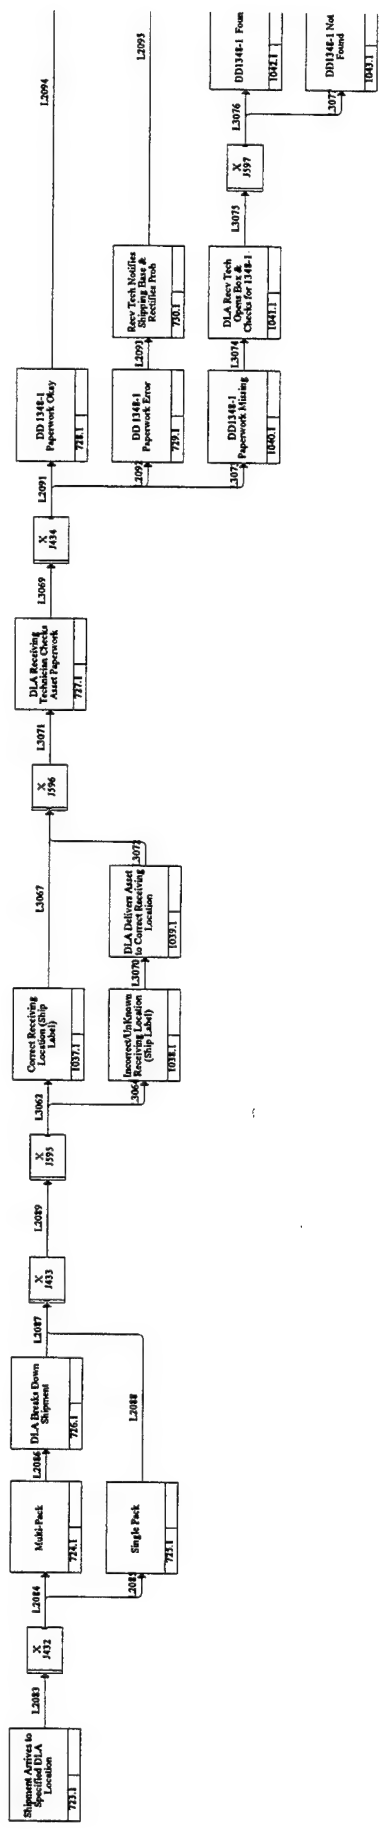 Shipment Arrives to
Specified DLA
Location
723.1
L2083
X
J432
L2084
L2085
Multi-Pack
724.1
Single Pack
725.1
L2086
DLA Breaks Down
Shipment
726.1
L2087
L2088
X
J433
L2089
X
J595
L3062
L3064
Correct Receiving
Location (Ship
Label)
1037.1
Incorrect/UnKnown
Receiving Location
(Ship Label)
1038.1
L3070
DLA Delivers Asset
to Correct Receiving
Location
1039.1
L3067
L3072
X
J596
L3071
DLA Receiving
Technician Checks
Asset Paperwork
727.1
L3069
X
J434
L2091
L2092
L3073
DD 1348-1
Paperwork Okay
728.1
DD 1348-1
Paperwork Error
729.1
DD1348-1
Paperwork Missing
1040.1
L2093
L3074
Recv Tech Notifies
Shipping Base &
Rectifies Prob
730.1
DLA Recv Tech
Opens Box &
Checks for 1348-1
1041.1
L3075
X
J597
L3076
L3077
L2094
L2095
DD1348-1 Foun
1042.1
DD1348-1 Not
Found
1043.1